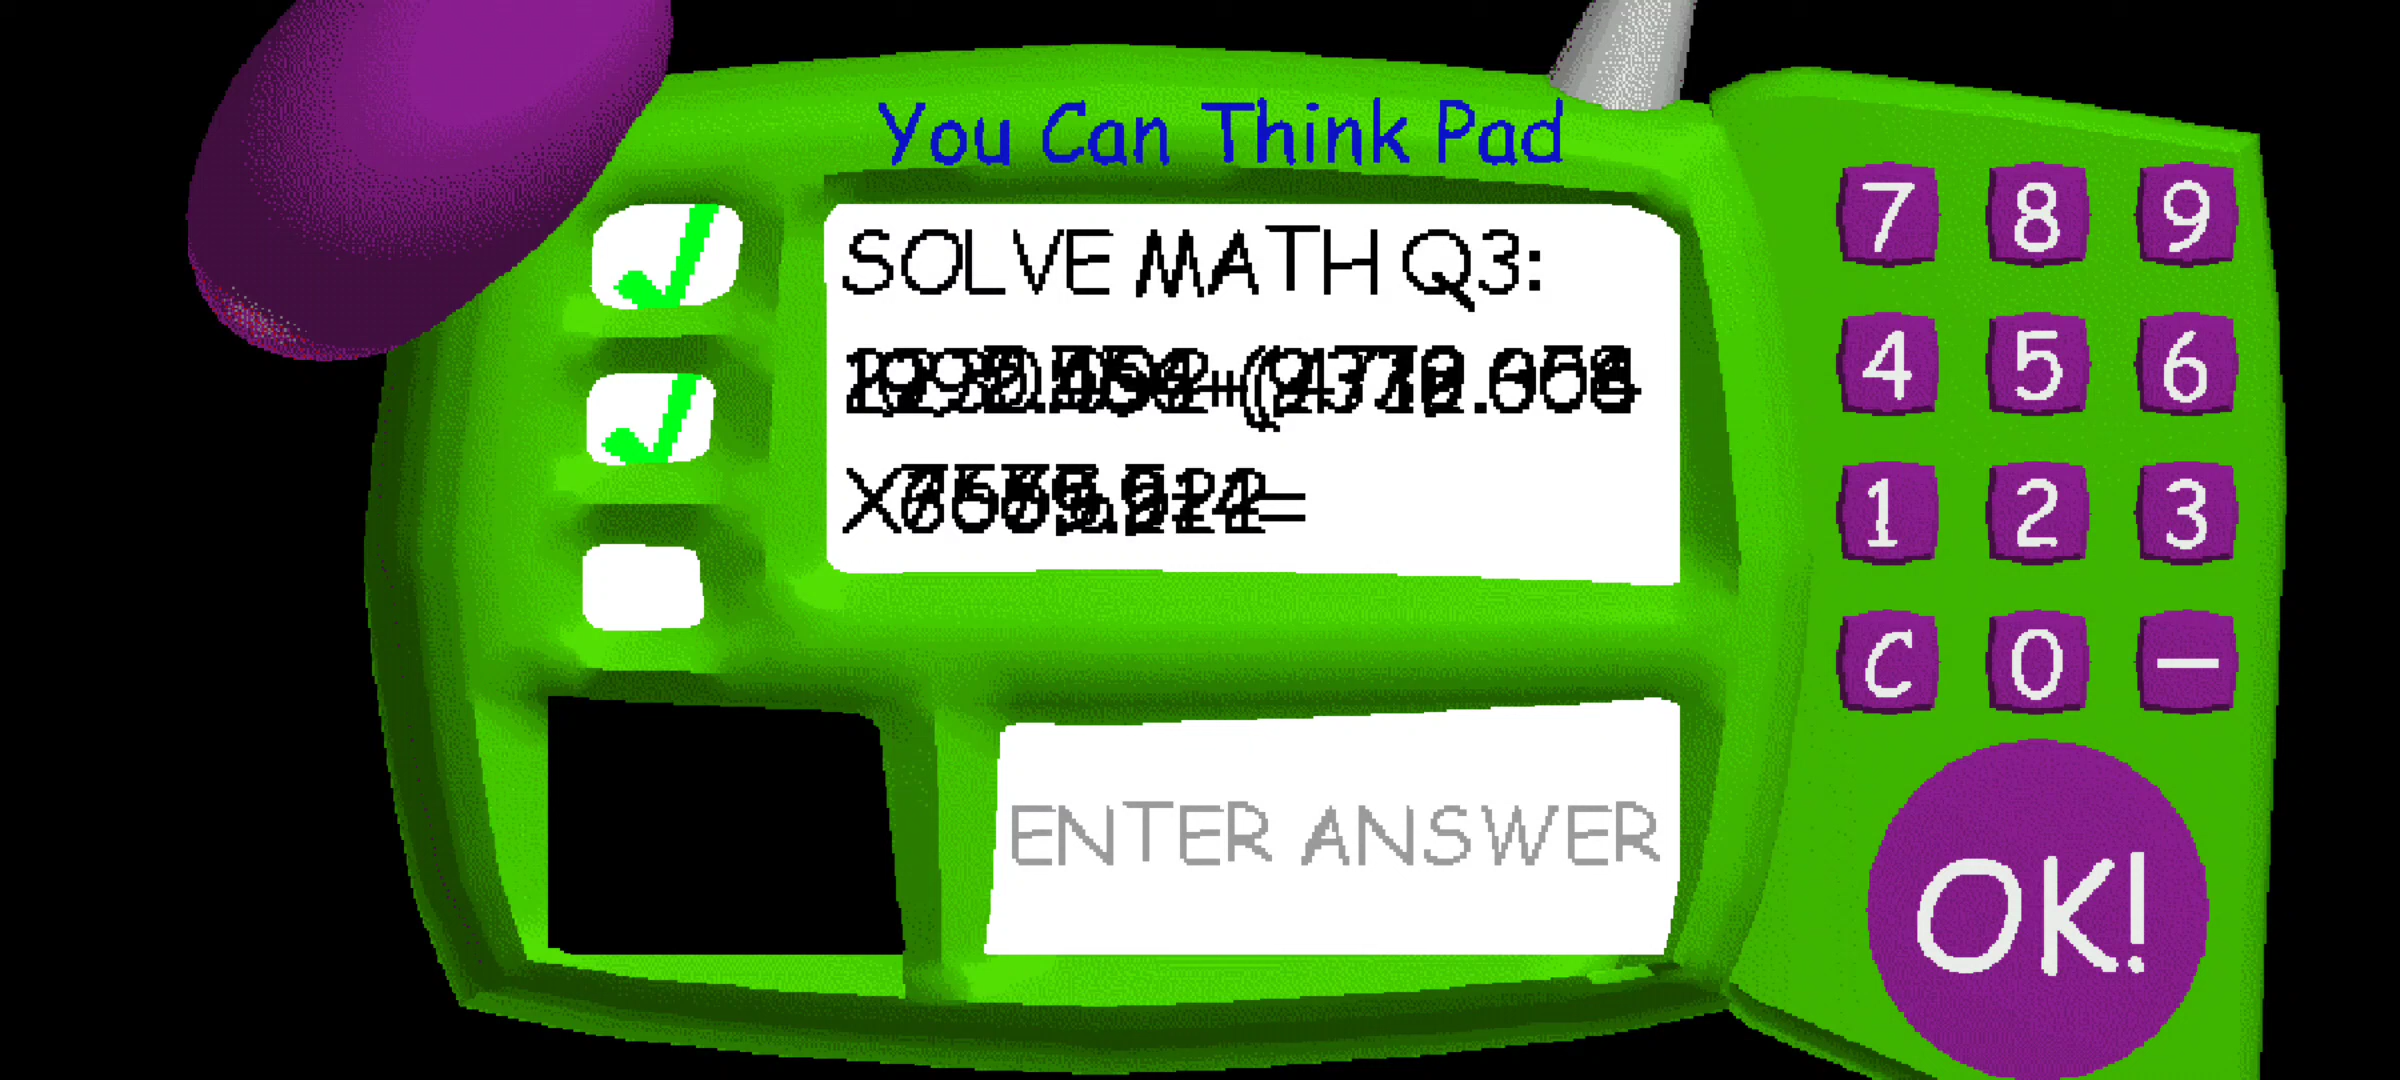 You Can Think Pad
SOLVE MATH Q3:
ENTER ANSWER
7 8 9
4 5 6
1 2 3
C 0 −
OK!